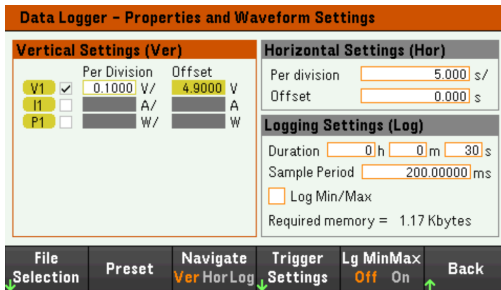 Data Logger - Properties and Waveform Settings
Vertical Settings (Ver)
Per Division Offset
V1 0.1000 V/ 4.9000 V
I1 A/ A
P1 W/ W
Horizontal Settings (Hor)
Per division 5.000 s/
Offset 0.000 s
Logging Settings (Log)
Duration 0 h 0 m 30 s
Sample Period 200.00000 ms
Log Min/Max
Required memory = 1.17 Kbytes
File Selection
Preset
Navigate
Ver Hor Log
Trigger Settings
Lg MinMax
Off On
Back